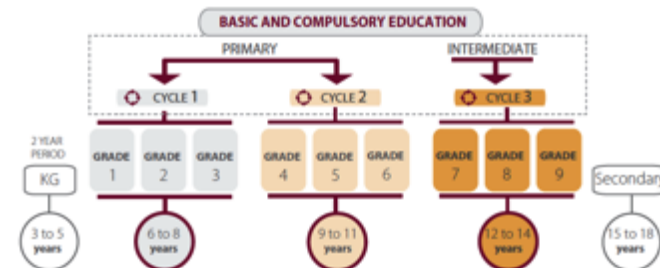 BASIC AND COMPULSORY EDUCATION
PRIMARY INTERMEDIATE
CYCLE 1 CYCLE 2 CYCLE 3
2 YEAR
PERIOD
KG
GRADE GRADE GRADE GRADE GRADE GRADE GRADE GRADE GRADE
1 2 3 4 5 6 7 8 9
Secondary
3 to 5 6 to 8 9 to 11 12 to 14 15 to 18
years years years years years